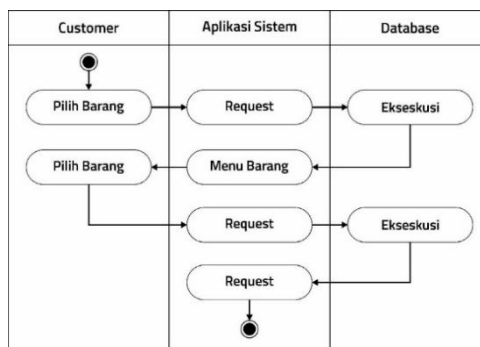 Customer
Aplikasi Sistem
Database
Pilih Barang
Request
Ekseskusi
Pilih Barang
Menu Barang
Request
Ekseskusi
Request